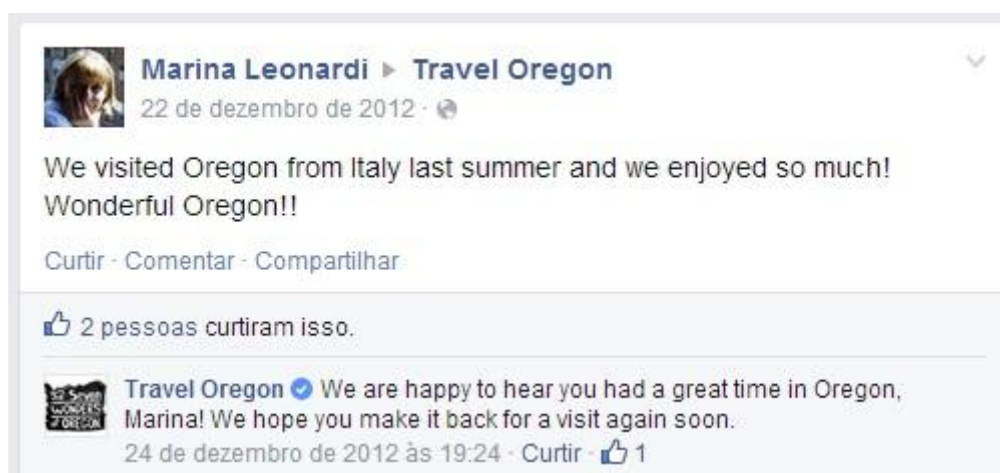 Marina Leonardi ▸ Travel Oregon
22 de dezembro de 2012 ·
We visited Oregon from Italy last summer and we enjoyed so much!
Wonderful Oregon!!
Curtir · Comentar · Compartilhar
2 pessoas curtiram isso.
Travel Oregon We are happy to hear you had a great time in Oregon,
Marina! We hope you make it back for a visit again soon.
24 de dezembro de 2012 às 19:24 · Curtir · 1
WONDERS
OREGON